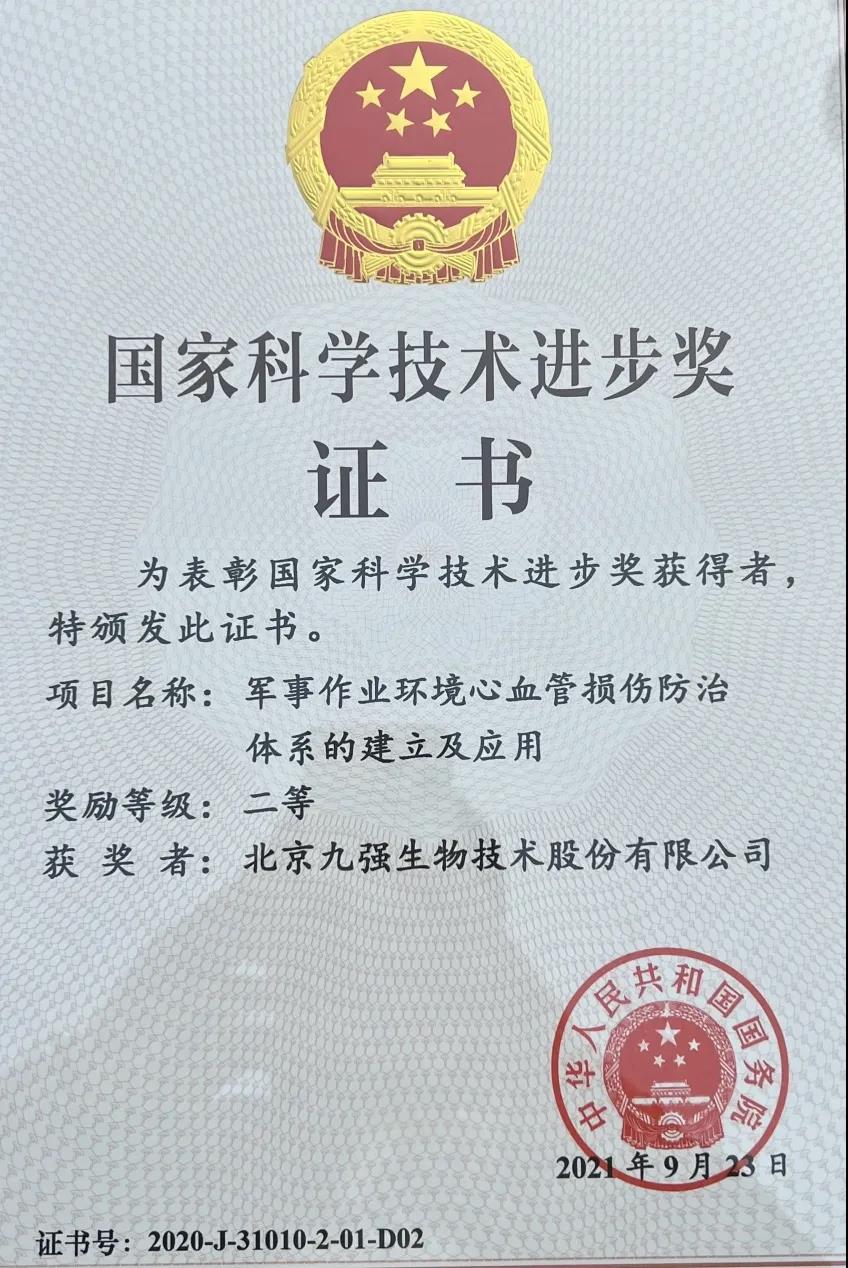 国家科学技术进步奖
证书
为表彰国家科学技术进步奖获得者，
特颁发此证书。
项目名称：军事作业环境心血管损伤防治
体系的建立及应用
奖励等级：二等
获奖者：北京九强生物技术股份有限公司
中华人民共和国国务院
2021年9月23日
证书号：2020-J-31010-2-01-D02